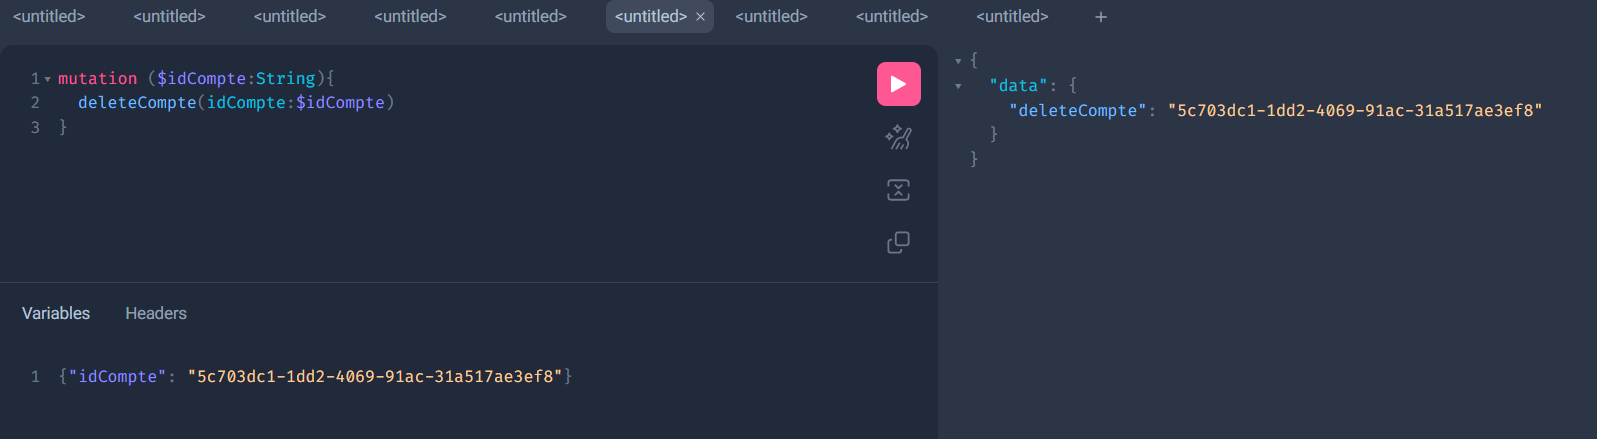 <untitled> <untitled> <untitled> <untitled> <untitled> <untitled> × <untitled> <untitled> <untitled> +
1 mutation ($idCompte:String){
2 deleteCompte(idCompte:$idCompte)
3 }
Variables Headers
1 {"idCompte": "5c703dc1-1dd2-4069-91ac-31a517ae3ef8"}
{
"data": {
"deleteCompte": "5c703dc1-1dd2-4069-91ac-31a517ae3ef8"
}
}